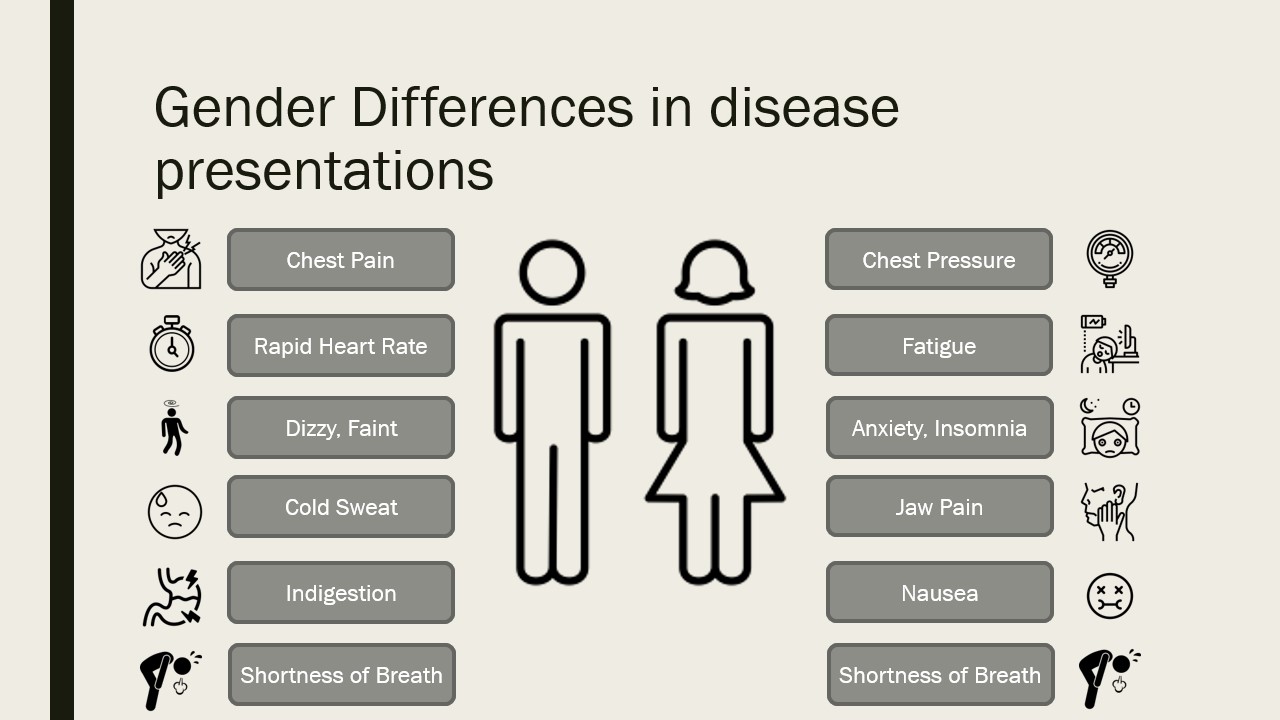 Gender Differences in disease
presentations
Chest Pain
Rapid Heart Rate
Dizzy, Faint
Cold Sweat
Indigestion
Shortness of Breath
Chest Pressure
Fatigue
Anxiety, Insomnia
Jaw Pain
Nausea
Shortness of Breath